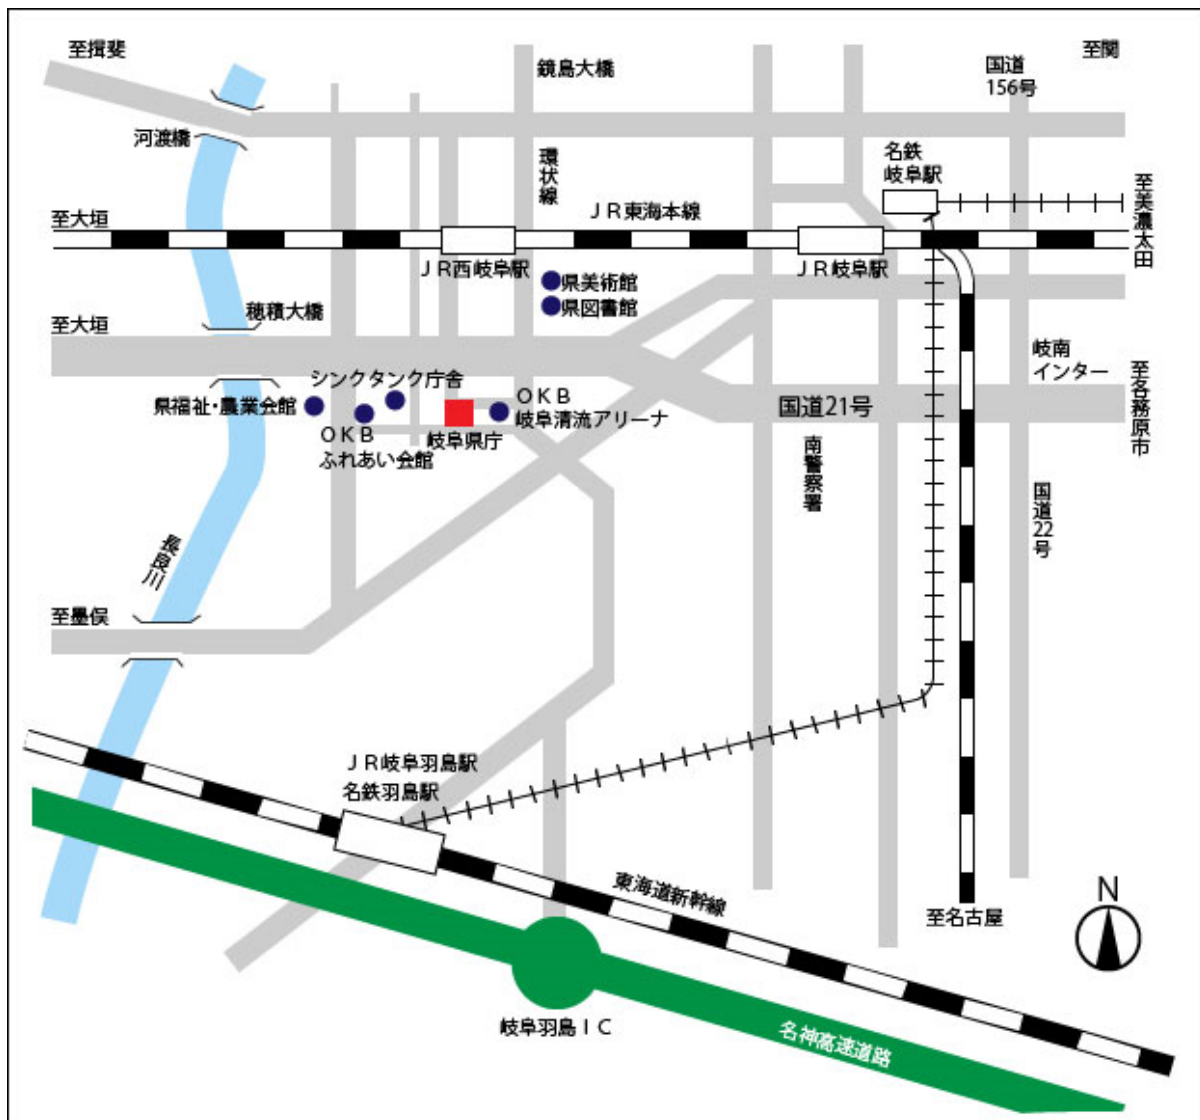 至揖斐
鏡島大橋
国道
156号
至関
河渡橋
環状線
名鉄
岐阜駅
至美濃太田
至大垣
ＪＲ東海本線
ＪＲ西岐阜駅
ＪＲ岐阜駅
県美術館
県図書館
穂積大橋
至大垣
岐南
インター
至各務原市
シンクタンク庁舎
県福祉・農業会館
ＯＫＢ
岐阜清流アリーナ
国道21号
ＯＫＢ
ふれあい会館
岐阜県庁
南警察署
国道22号
長良川
至墨俣
ＪＲ岐阜羽島駅
名鉄羽島駅
東海道新幹線
至名古屋
N
岐阜羽島ＩＣ
名神高速道路